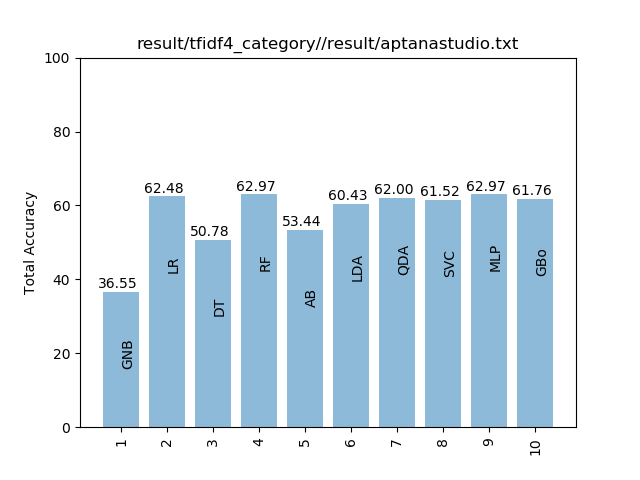 result/tfidf4_category//result/aptanastudio.txt
Total Accuracy
100
80
60
40
20
0
36.55
62.48
50.78
62.97
53.44
60.43
62.00
61.52
62.97
61.76
GNB
LR
DT
RF
AB
LDA
QDA
SVC
MLP
GBo
1
2
3
4
5
6
7
8
9
10